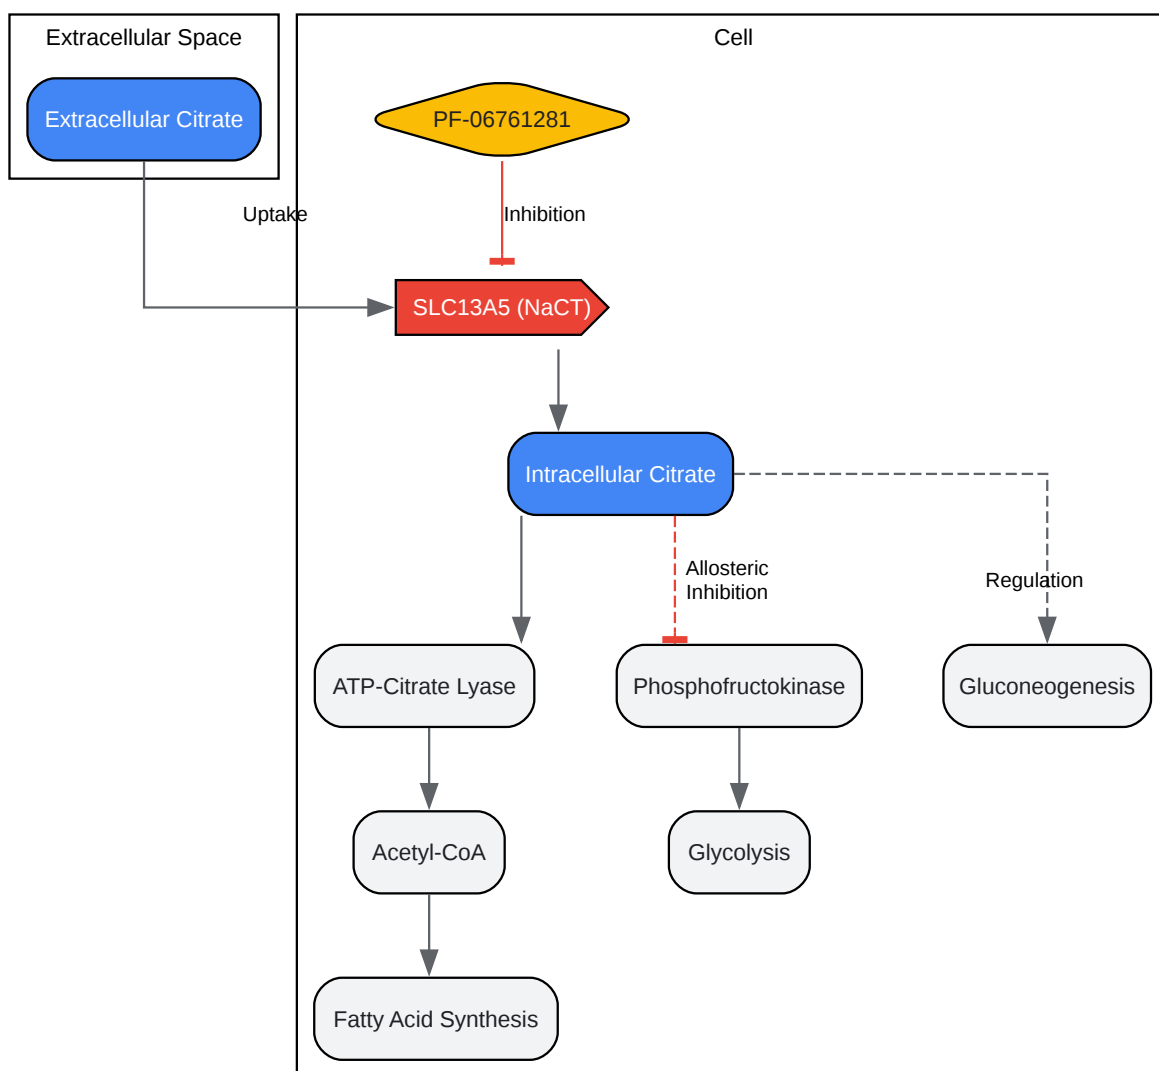 Extracellular Space
Cell
Extracellular Citrate
PF-06761281
Uptake
Inhibition
SLC13A5 (NaCT)
Intracellular Citrate
Allosteric
Inhibition
Regulation
ATP-Citrate Lyase
Phosphofructokinase
Gluconeogenesis
Acetyl-CoA
Glycolysis
Fatty Acid Synthesis